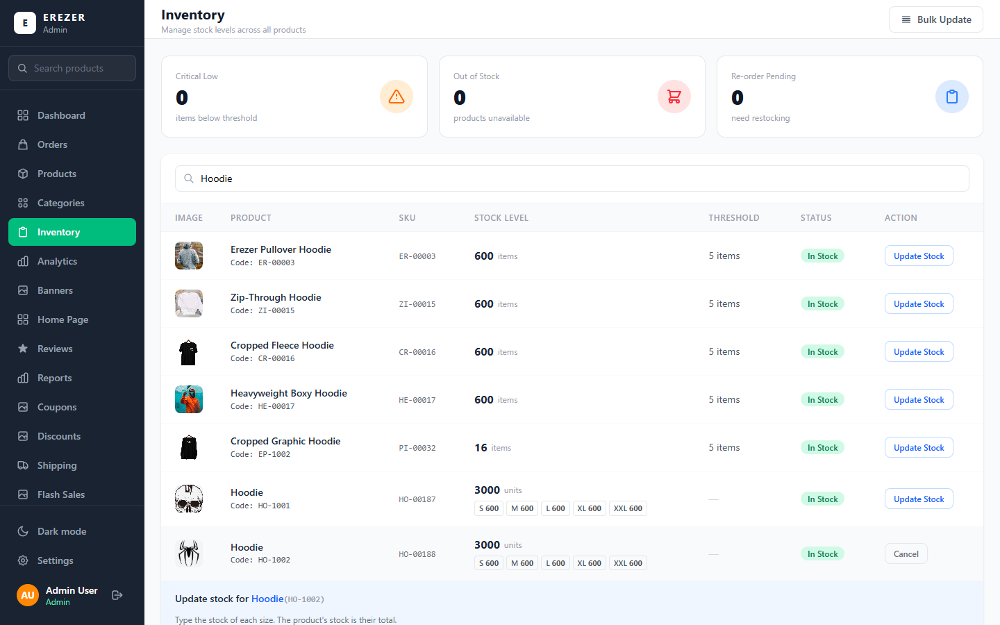 E
EREZER
Admin
Search products
Dashboard
Orders
Products
Categories
Inventory
Analytics
Banners
Home Page
Reviews
Reports
Coupons
Discounts
Shipping
Flash Sales
Dark mode
Settings
AU
Admin User
Admin
Inventory
Manage stock levels across all products
Bulk Update
Critical Low
0
items below threshold
Out of Stock
0
products unavailable
Re-order Pending
0
need restocking
Hoodie
IMAGE PRODUCT SKU STOCK LEVEL THRESHOLD STATUS ACTION
Erezer Pullover Hoodie
Code: ER-00003
ER-00003 600 items 5 items In Stock Update Stock
Zip-Through Hoodie
Code: ZI-00015
ZI-00015 600 items 5 items In Stock Update Stock
Cropped Fleece Hoodie
Code: CR-00016
CR-00016 600 items 5 items In Stock Update Stock
Heavyweight Boxy Hoodie
Code: HE-00017
HE-00017 600 items 5 items In Stock Update Stock
Cropped Graphic Hoodie
Code: EP-1002
PI-00032 16 items 5 items In Stock Update Stock
Hoodie
Code: HO-1001
HO-00187 3000 units — In Stock Update Stock
S 600 M 600 L 600 XL 600 XXL 600
Hoodie
Code: HO-1002
HO-00188 3000 units — In Stock Cancel
S 600 M 600 L 600 XL 600 XXL 600
Update stock for Hoodie(HO-1002)
Type the stock of each size. The product's stock is their total.